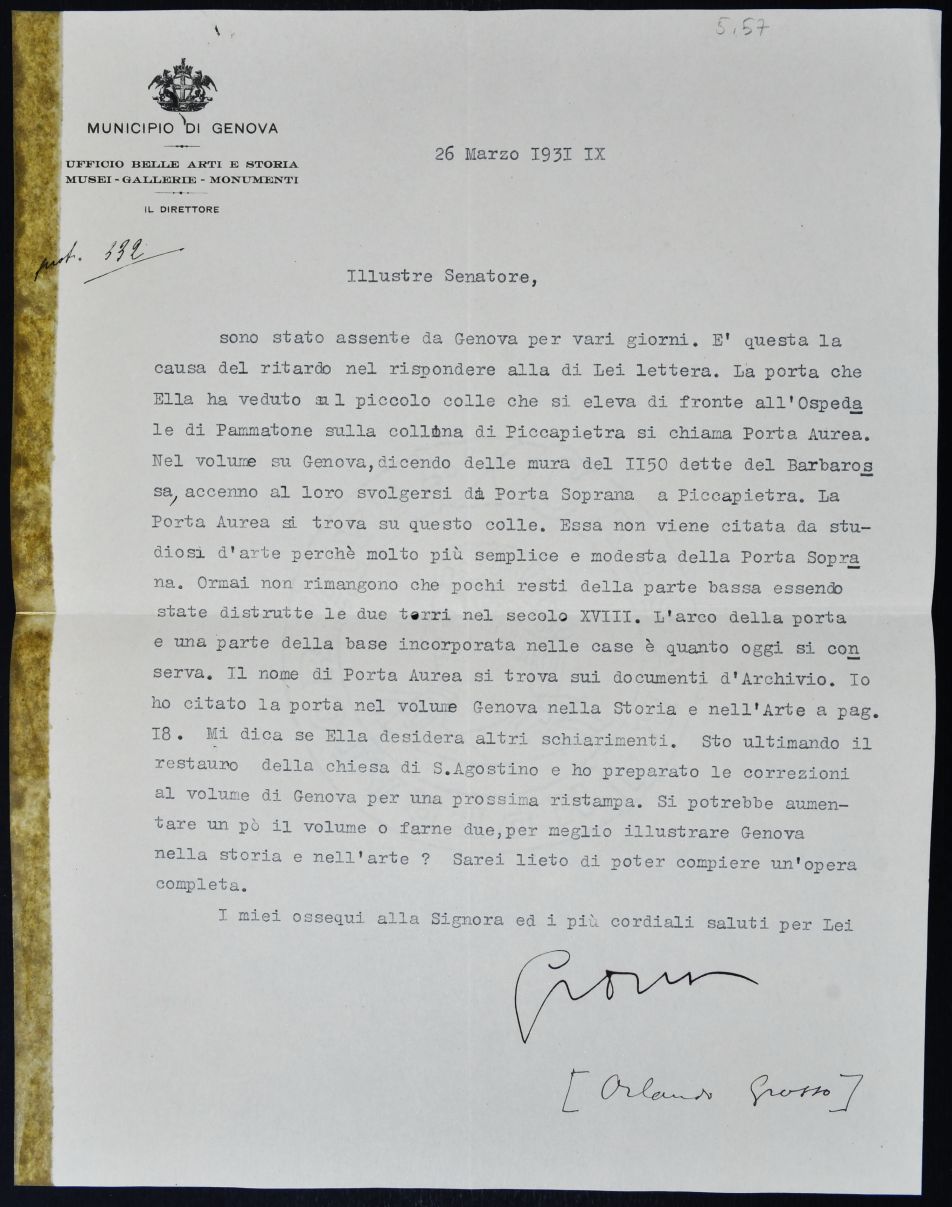 5.57
MUNICIPIO DI GENOVA
UFFICIO BELLE ARTI E STORIA
MUSEI - GALLERIE - MONUMENTI
IL DIRETTORE
26 Marzo I93I IX
prot. 332
Illustre Senatore,
sono stato assente da Genova per vari giorni. E' questa la
causa del ritardo nel rispondere alla di Lei lettera. La porta che
Ella ha veduto sul piccolo colle che si eleva di fronte all'Ospeda
le di Pammatone sulla collina di Piccapietra si chiama Porta Aurea.
Nel volume su Genova,dicendo delle mura del II50 dette del Barbaros
sa, accenno al loro svolgersi da Porta Soprana a Piccapietra. La
Porta Aurea si trova su questo colle. Essa non viene citata da stu-
diosi d'arte perchè molto più semplice e modesta della Porta Sopra
na. Ormai non rimangono che pochi resti della parte bassa essendo
state distrutte le due torri nel secolo XVIII. L'arco della porta
e una parte della base incorporata nelle case è quanto oggi si con
serva. Il nome di Porta Aurea si trova sui documenti d'Archivio. Io
ho citato la porta nel volume Genova nella Storia e nell'Arte a pag.
I8. Mi dica se Ella desidera altri schiarimenti. Sto ultimando il
restauro della chiesa di S.Agostino e ho preparato le correzioni
al volume di Genova per una prossima ristampa. Si potrebbe aumen-
tare un pò il volume o farne due,per meglio illustrare Genova
nella storia e nell'arte ? Sarei lieto di poter compiere un'opera
completa.
I miei ossequi alla Signora ed i più cordiali saluti per Lei
Grosso
[Orlando Grosso]